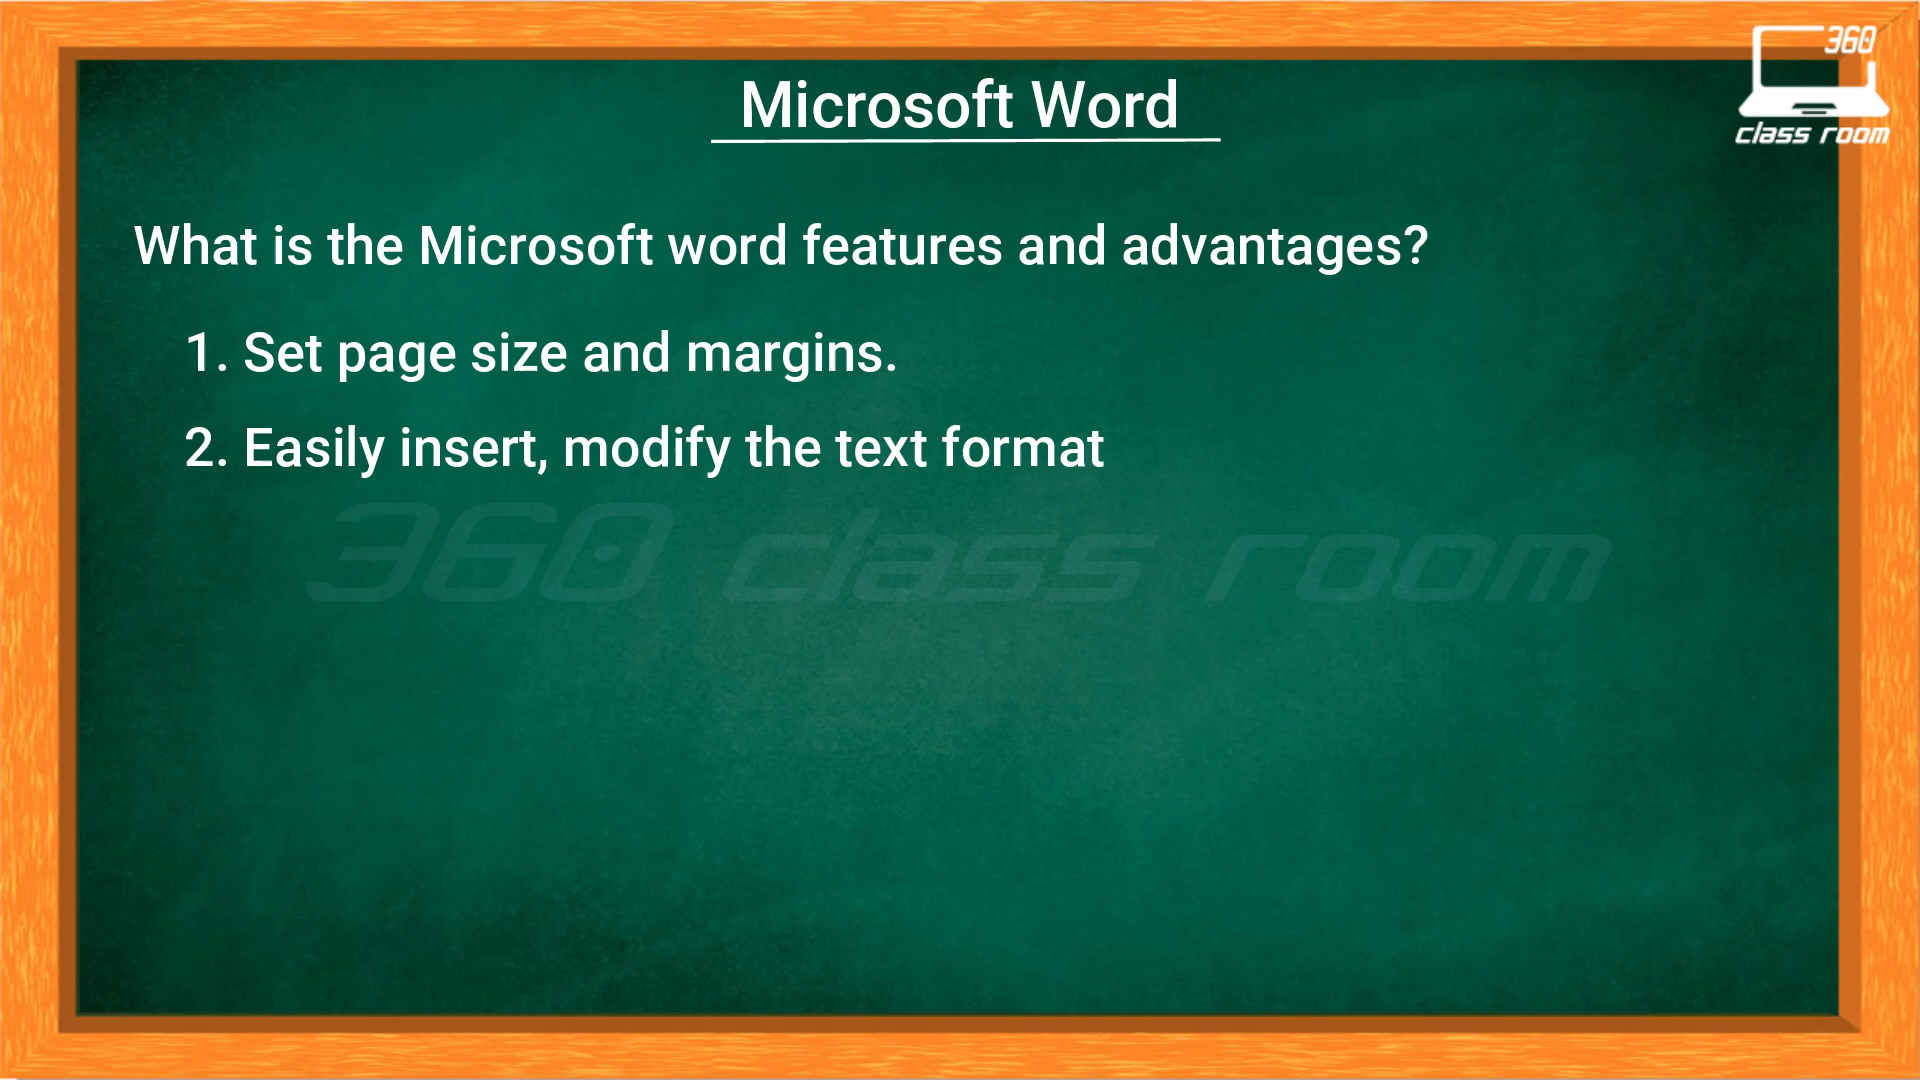 360
class room
Microsoft Word
What is the Microsoft word features and advantages?
1. Set page size and margins.
2. Easily insert, modify the text format
360 class room